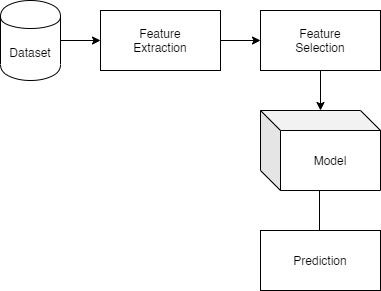 Dataset
Feature
Extraction
Feature
Selection
Model
Prediction